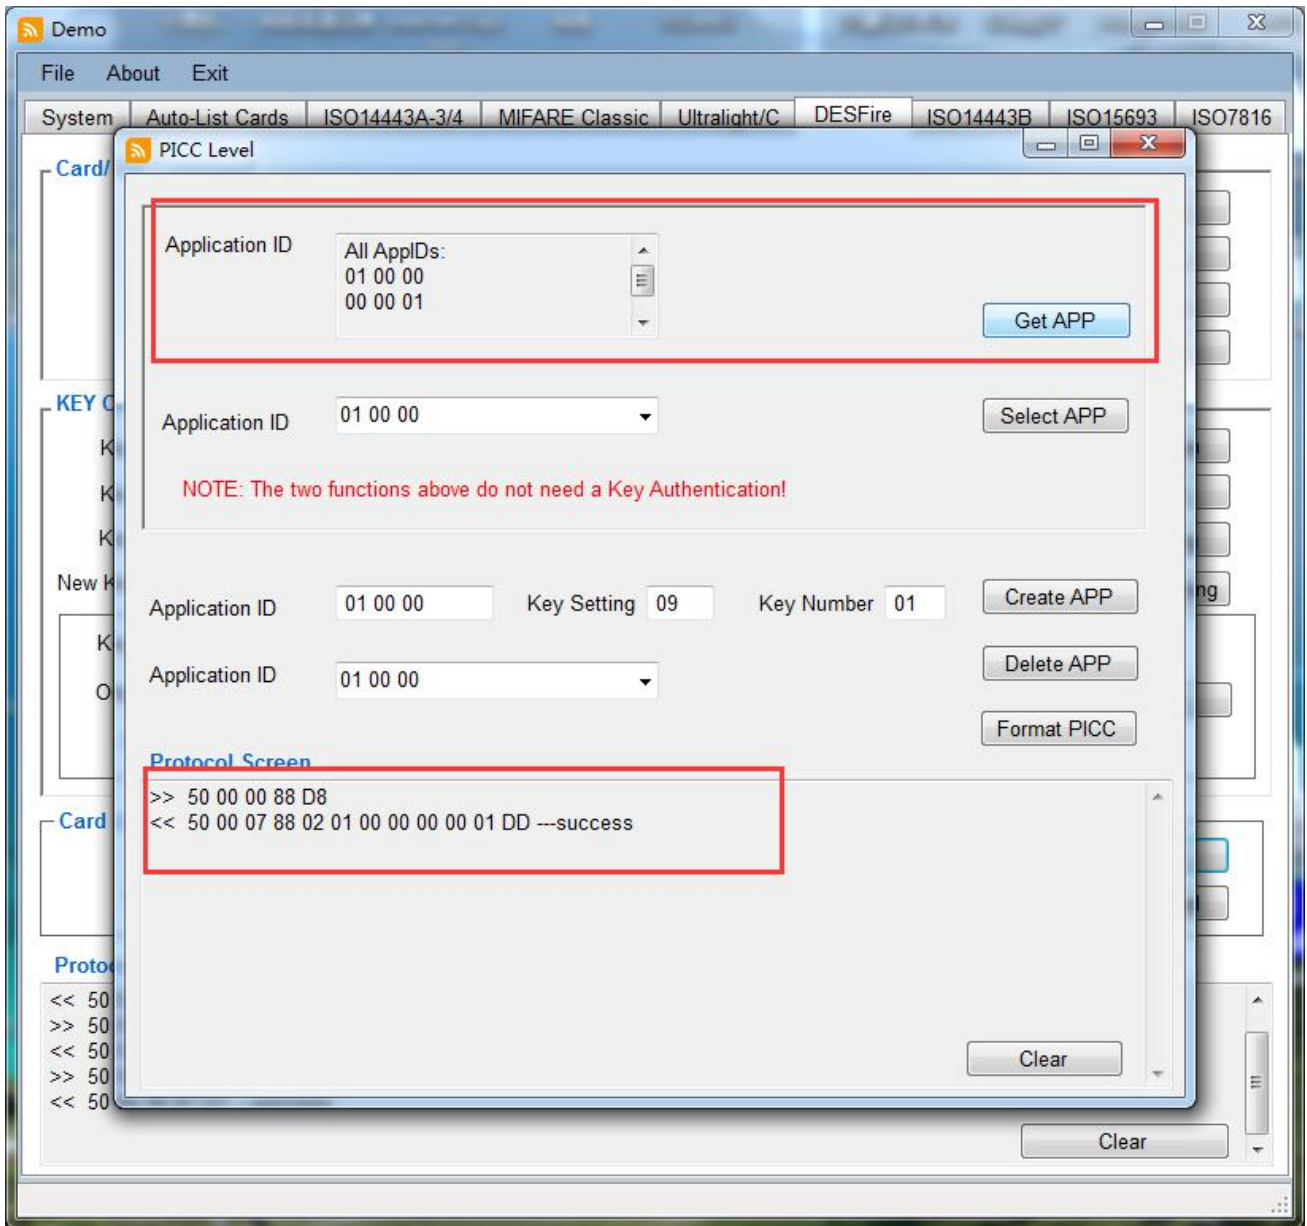 Demo
File About Exit
System Auto-List Cards ISO14443A-3/4 MIFARE Classic Ultralight/C DESFire ISO14443B ISO15693 ISO7816
PICC Level
Card/
Application ID
All AppIDs:
01 00 00
00 00 01
Get APP
KEY
Application ID 01 00 00 Select APP
NOTE: The two functions above do not need a Key Authentication!
New
Application ID 01 00 00 Key Setting 09 Key Number 01 Create APP
ng
Application ID 01 00 00 Delete APP
Format PICC
Protocol Screen
>> 50 00 00 88 D8
<< 50 00 07 88 02 01 00 00 00 00 01 DD ---success
Card
Clear
<< 50
>> 50
<< 50
>> 50
<< 50
Clear